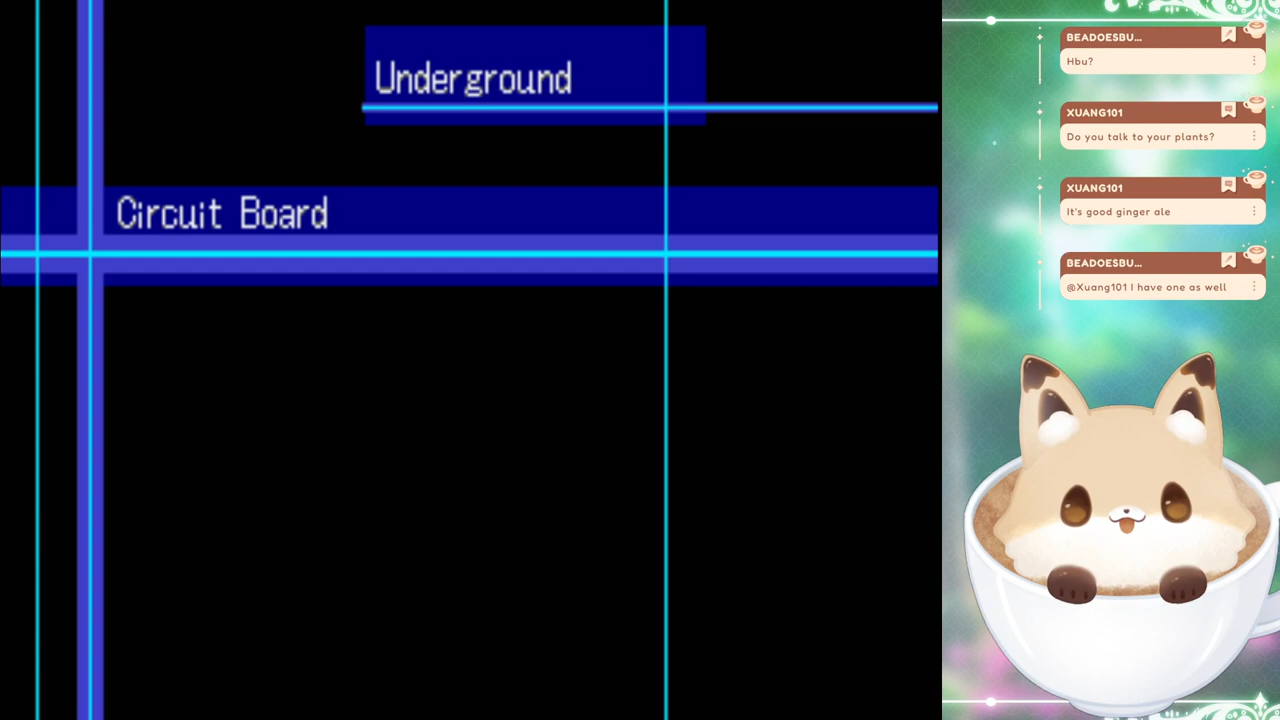 Underground
Circuit Board
BEADOESBU...
Hbu?
XUANG101
Do you talk to your plants?
XUANG101
It's good ginger ale
BEADOESBU...
@Xuang101 I have one as well